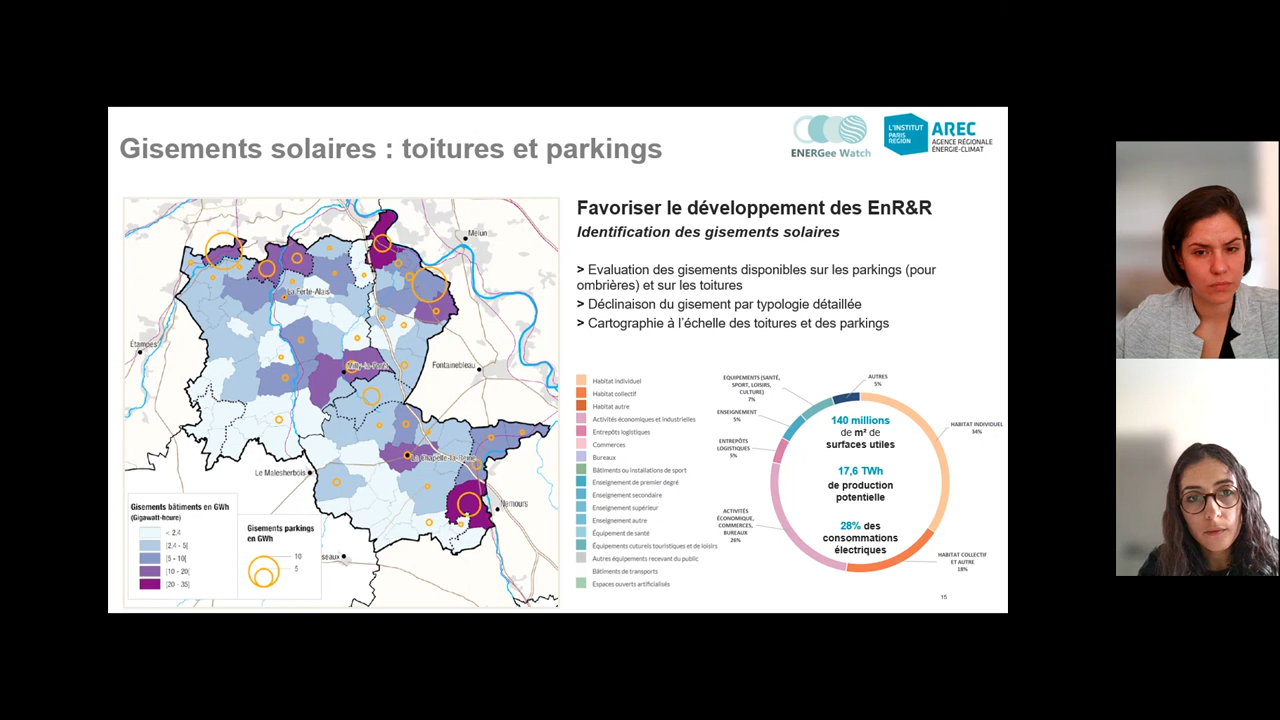 Gisements solaires : toitures et parkings
ENERGee Watch
L'INSTITUT
PARIS
REGION
AREC
AGENCE RÉGIONALE
ÉNERGIE-CLIMAT
Favoriser le développement des EnR&R
Identification des gisements solaires
> Evaluation des gisements disponibles sur les parkings (pour
ombrières) et sur les toitures
> Déclinaison du gisement par typologie détaillée
> Cartographie à l'échelle des toitures et des parkings
Melun
La Ferté-Alais
Étampes
Fontainebleau
Milly-la-Forêt
La Chapelle-la-Reine
Le Malesherbois
Nemours
Gisements bâtiments en GWh
(Gigawatt-heure)
< 2,4
[2,4 - 5[
[5 - 10[
[10 - 20[
[20 - 35[
Gisements parkings
en GWh
10
5
Habitat individuel
Habitat collectif
Habitat autre
Activités économiques et industrielles
Entrepôts logistiques
Commerces
Bureaux
Bâtiments ou installations de sport
Enseignement de premier degré
Enseignement secondaire
Enseignement supérieur
Enseignement autre
Équipement de santé
Équipements cuturels touristiques et de loisirs
Autres équipements recevant du public
Bâtiments de transports
Espaces ouverts artificialisés
EQUIPEMENTS (SANTÉ,
SPORT, LOISIRS,
CULTURE)
7%
AUTRES
5%
ENSEIGNEMENT
5%
HABITAT INDIVIDUEL
34%
ENTREPÔTS
LOGISTIQUES
5%
ACTIVITÉS
ÉCONOMIQUE,
COMMERCES,
BUREAUX
26%
HABITAT COLLECTIF
ET AUTRE
18%
140 millions
de m² de
surfaces utiles
17,6 TWh
de production
potentielle
28% des
consommations
électriques
15